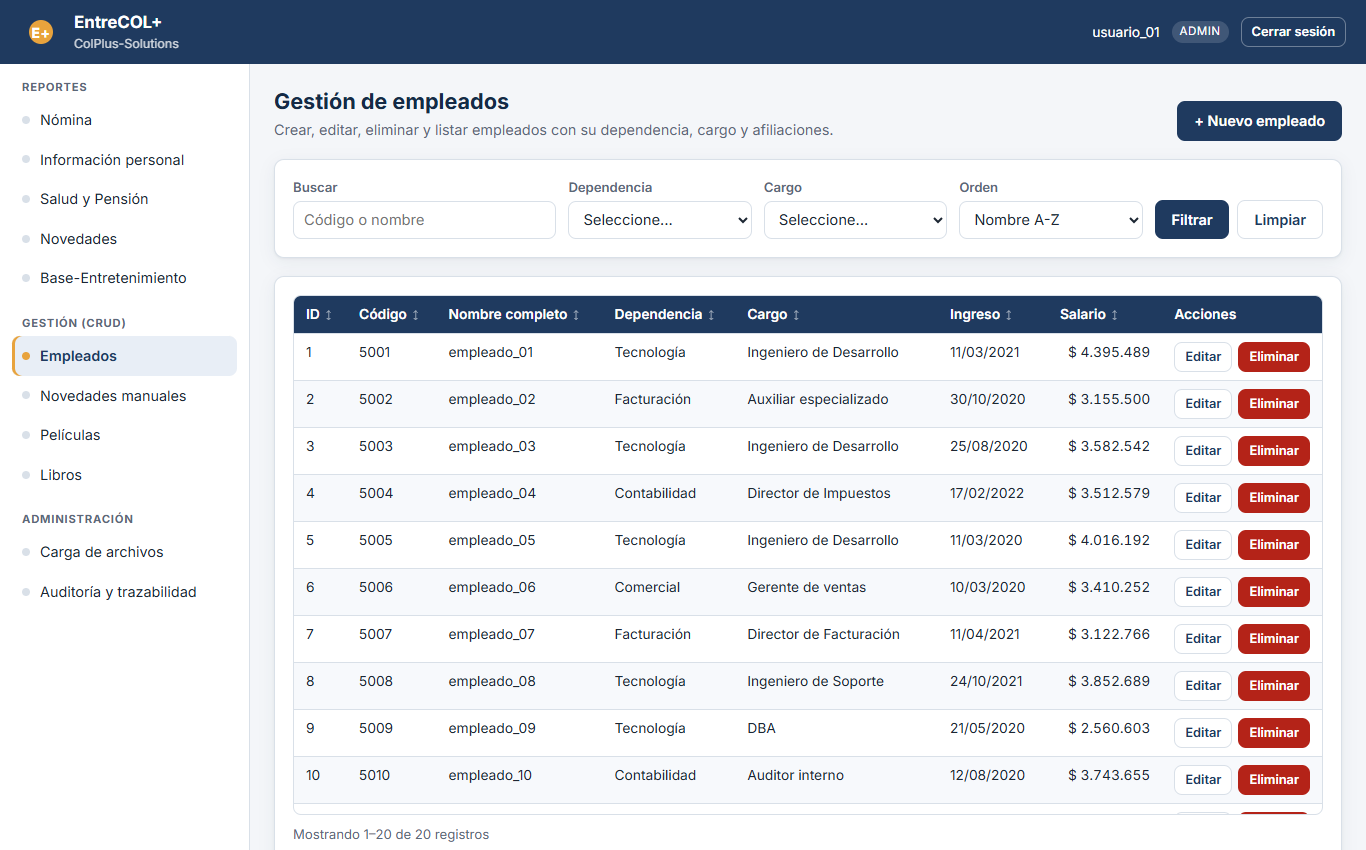 E+
EntreCOL+
ColPlus-Solutions
usuario_01 ADMIN Cerrar sesión
REPORTES
Nómina
Información personal
Salud y Pensión
Novedades
Base-Entretenimiento
GESTIÓN (CRUD)
Empleados
Novedades manuales
Películas
Libros
ADMINISTRACIÓN
Carga de archivos
Auditoría y trazabilidad
Gestión de empleados
Crear, editar, eliminar y listar empleados con su dependencia, cargo y afiliaciones.
+ Nuevo empleado
Buscar Dependencia Cargo Orden
Código o nombre Seleccione... Seleccione... Nombre A-Z Filtrar Limpiar
ID ↕ Código ↕ Nombre completo ↕ Dependencia ↕ Cargo ↕ Ingreso ↕ Salario ↕ Acciones
1 5001 empleado_01 Tecnología Ingeniero de Desarrollo 11/03/2021 $ 4.395.489 Editar Eliminar
2 5002 empleado_02 Facturación Auxiliar especializado 30/10/2020 $ 3.155.500 Editar Eliminar
3 5003 empleado_03 Tecnología Ingeniero de Desarrollo 25/08/2020 $ 3.582.542 Editar Eliminar
4 5004 empleado_04 Contabilidad Director de Impuestos 17/02/2022 $ 3.512.579 Editar Eliminar
5 5005 empleado_05 Tecnología Ingeniero de Desarrollo 11/03/2020 $ 4.016.192 Editar Eliminar
6 5006 empleado_06 Comercial Gerente de ventas 10/03/2020 $ 3.410.252 Editar Eliminar
7 5007 empleado_07 Facturación Director de Facturación 11/04/2021 $ 3.122.766 Editar Eliminar
8 5008 empleado_08 Tecnología Ingeniero de Soporte 24/10/2021 $ 3.852.689 Editar Eliminar
9 5009 empleado_09 Tecnología DBA 21/05/2020 $ 2.560.603 Editar Eliminar
10 5010 empleado_10 Contabilidad Auditor interno 12/08/2020 $ 3.743.655 Editar Eliminar
Mostrando 1–20 de 20 registros